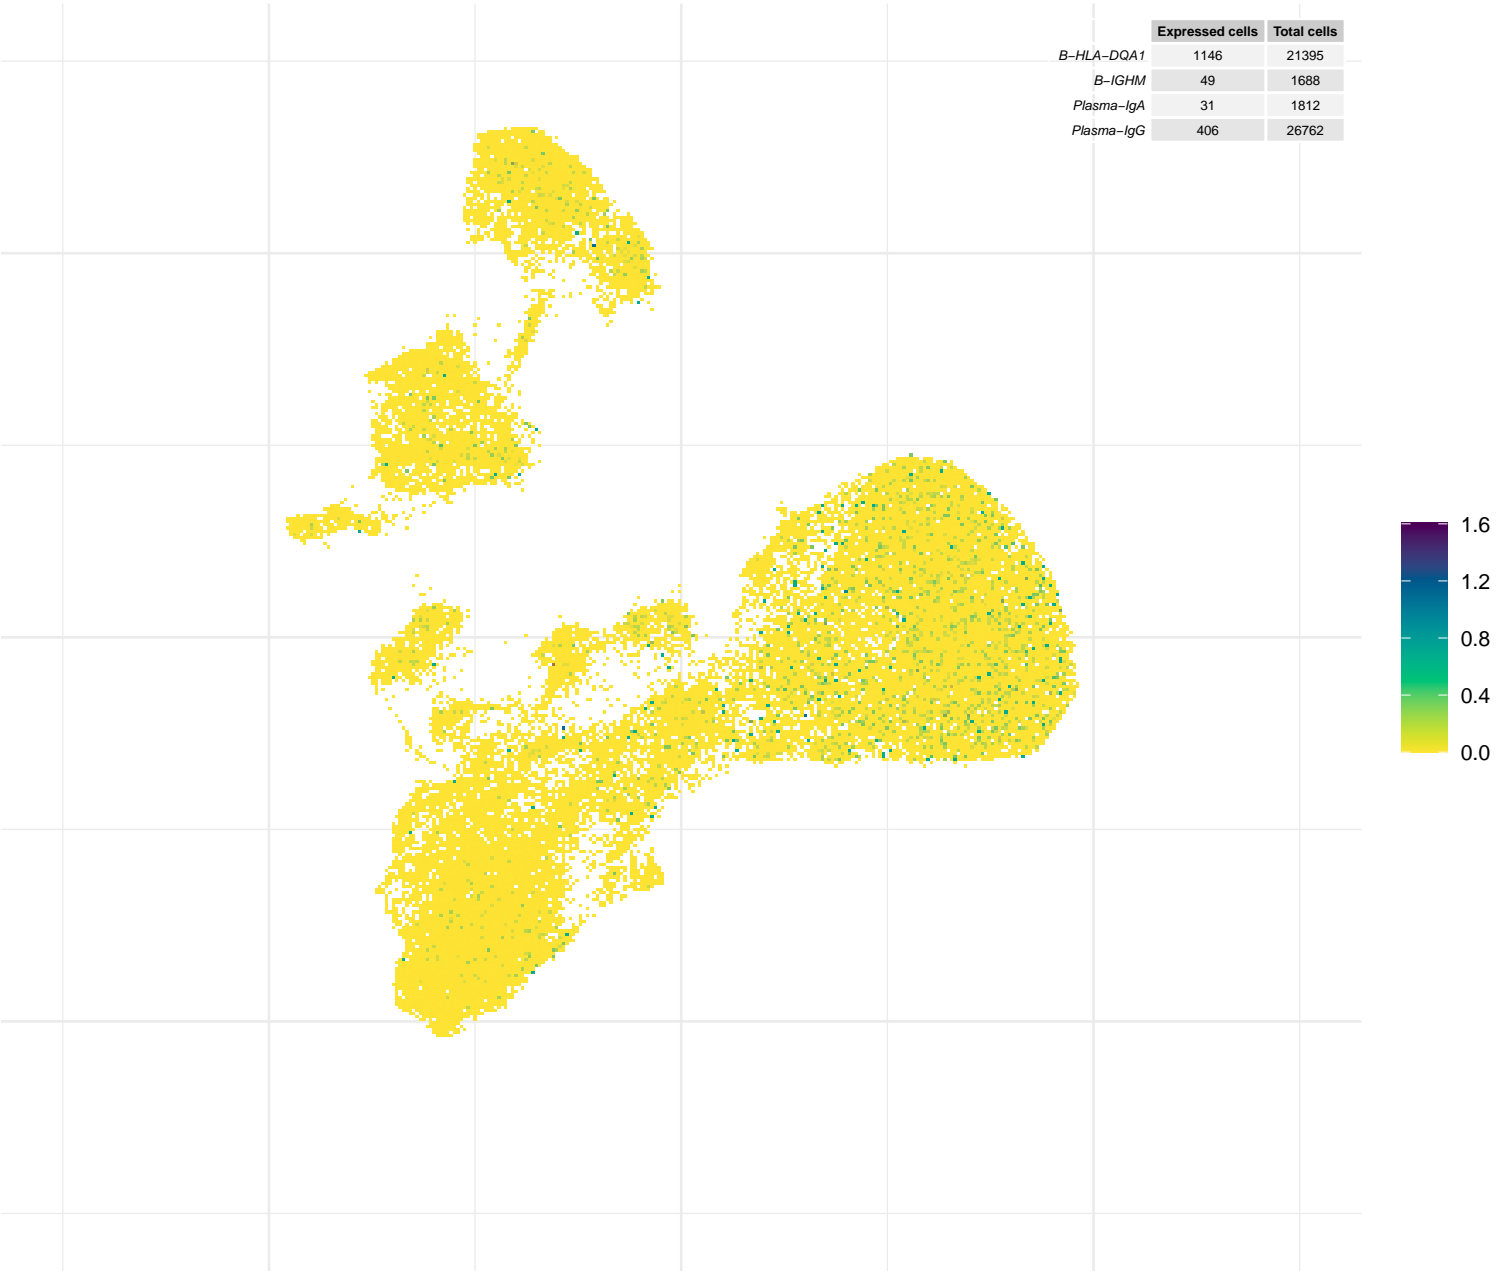 Expressed cells Total cells
B−HLA−DQA1 1146 21395
B−IGHM 49 1688
Plasma−IgA 31 1812
Plasma−IgG 406 26762
1.6
1.2
0.8
0.4
0.0